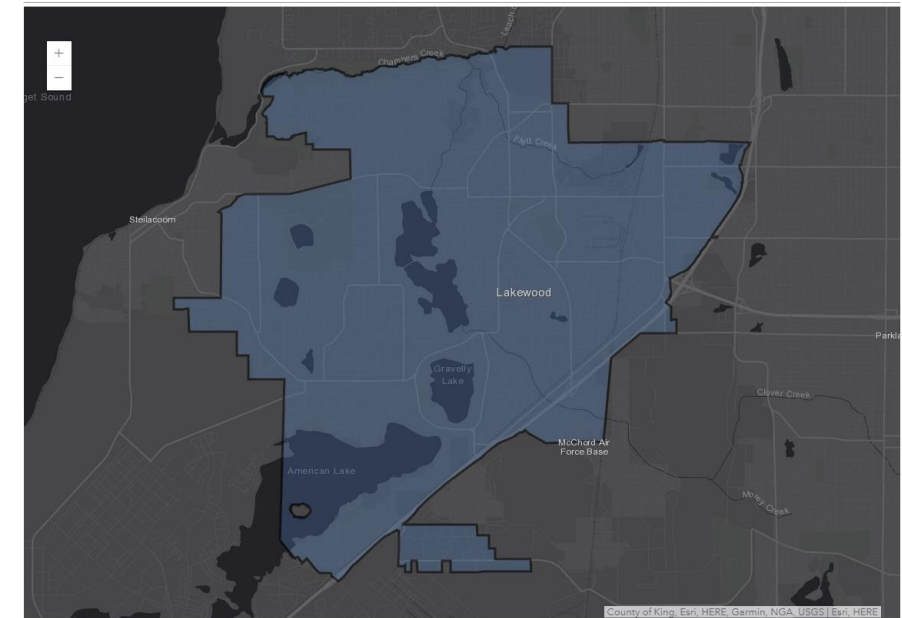 Leach
Chambers Creek
+
−
get Sound
Flett Creek
Steilacoom
Lakewood
Parkla
Gravelly
Lake
Clover Creek
McChord Air
Force Base
American Lake
Morey Creek
County of King, Esri, HERE, Garmin, NGA, USGS | Esri, HERE